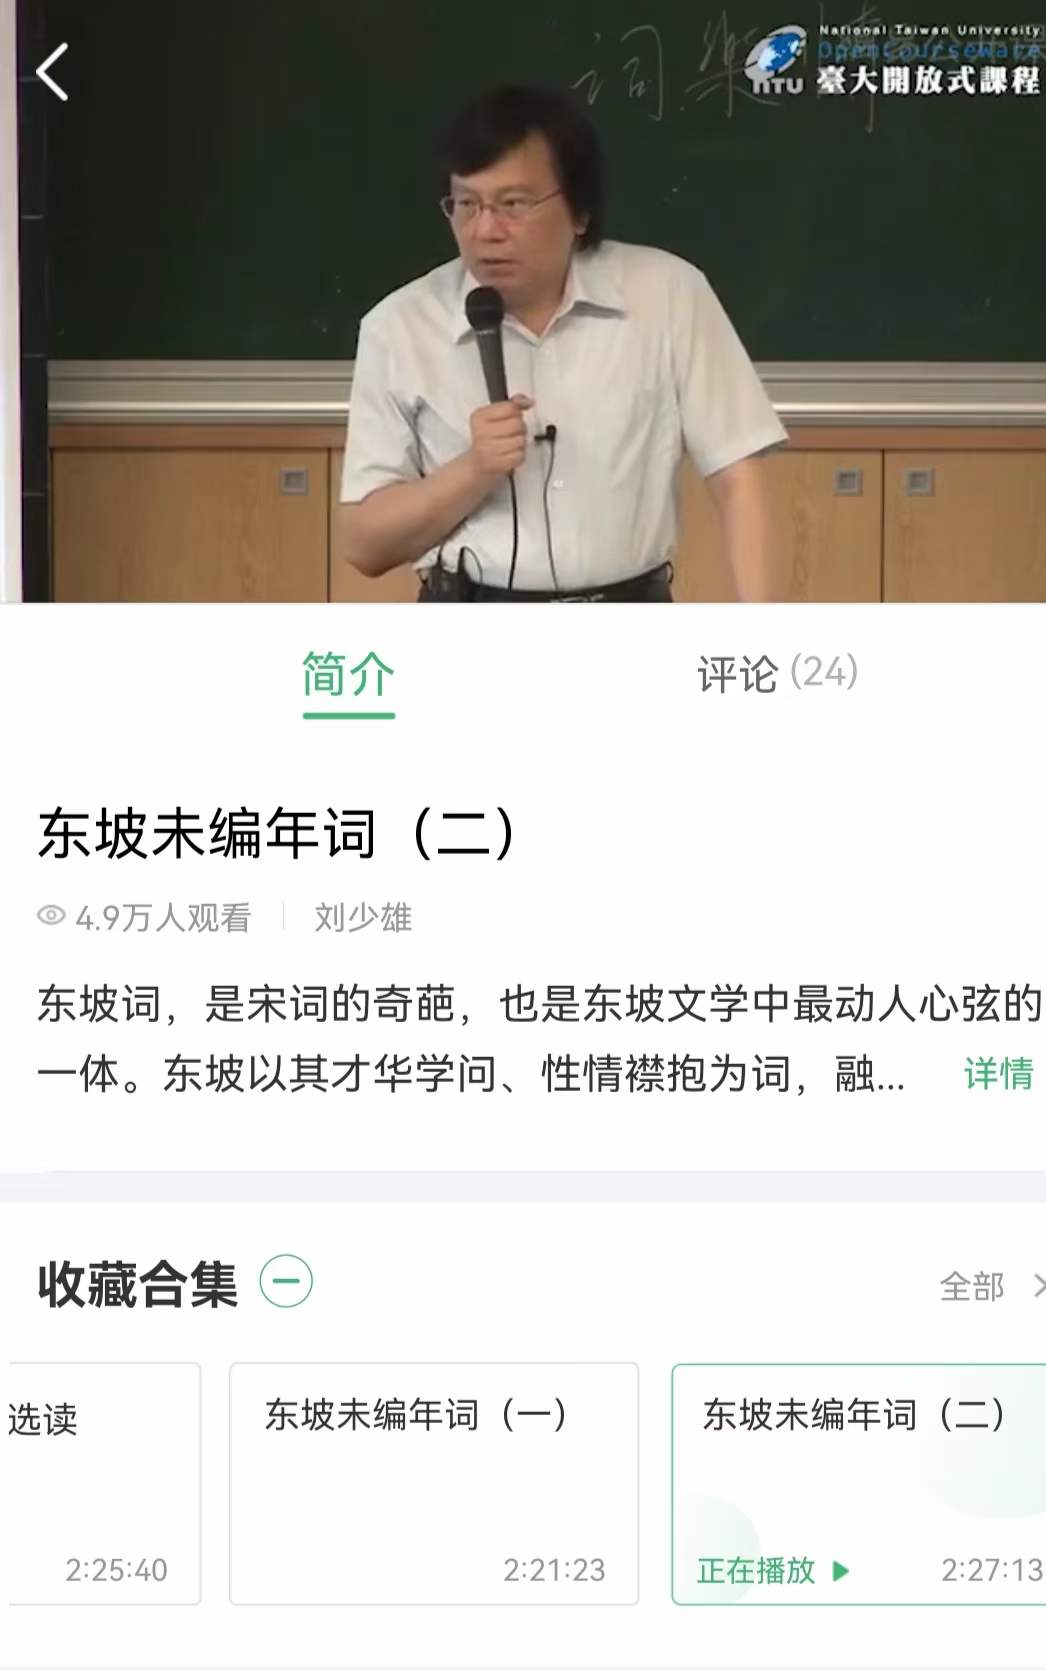 National Taiwan University
OpenCourseWare
NTU 臺大開放式課程
词 樂
简介
评论 (24)
东坡未编年词（二）
4.9万人观看
刘少雄
东坡词，是宋词的奇葩，也是东坡文学中最动人心弦的
一体。东坡以其才华学问、性情襟抱为词，融...
详情
收藏合集
全部
选读
东坡未编年词（一）
东坡未编年词（二）
2:25:40
2:21:23
正在播放
2:27:13